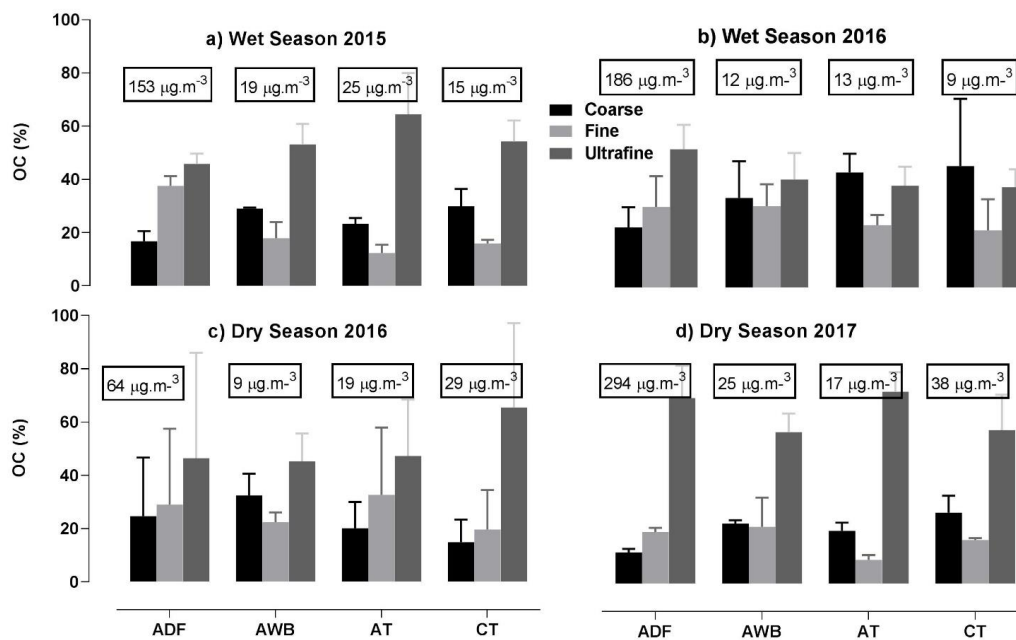 100
80
60
40
20
0
OC (%)
a) Wet Season 2015
153 μg.m⁻³ 19 μg.m⁻³ 25 μg.m⁻³ 15 μg.m⁻³
b) Wet Season 2016
186 μg.m⁻³ 12 μg.m⁻³ 13 μg.m⁻³ 9 μg.m⁻³
Coarse
Fine
Ultrafine
100
80
60
40
20
0
OC (%)
c) Dry Season 2016
64 μg.m⁻³ 9 μg.m⁻³ 19 μg.m⁻³ 29 μg.m⁻³
d) Dry Season 2017
294 μg.m⁻³ 25 μg.m⁻³ 17 μg.m⁻³ 38 μg.m⁻³
ADF AWB AT CT
ADF AWB AT CT